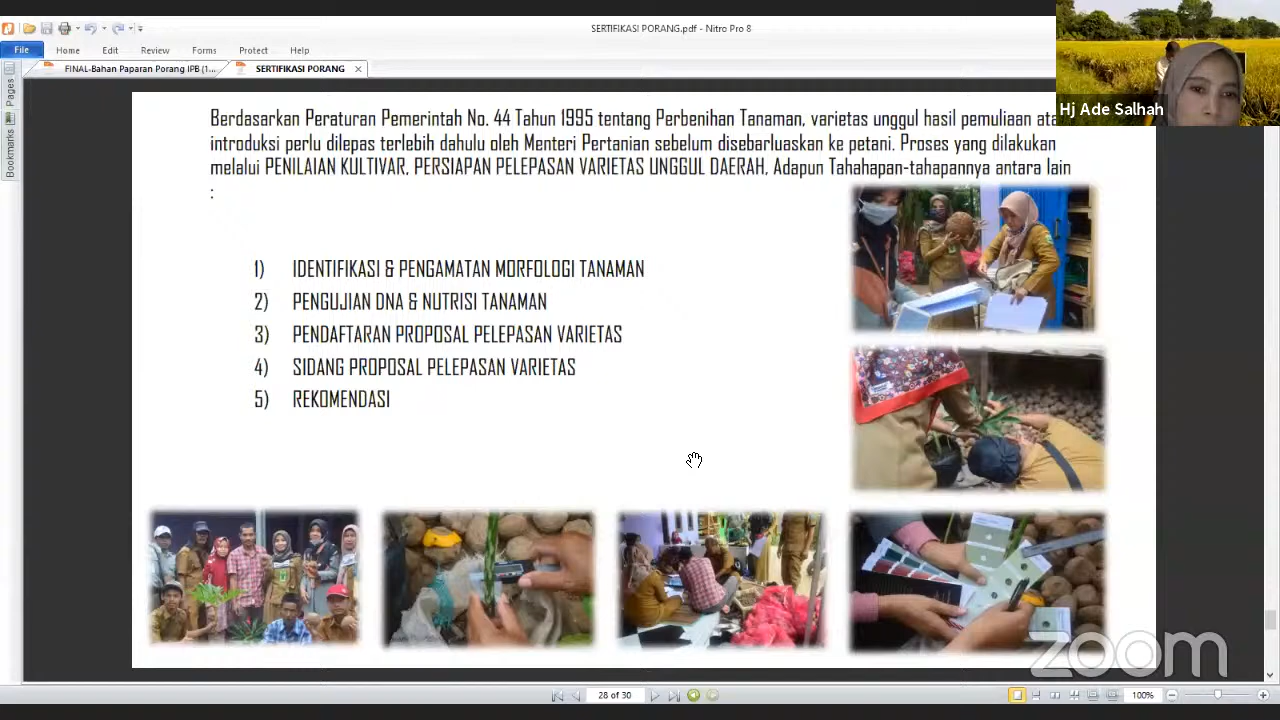 SERTIFIKASI PORANG.pdf - Nitro Pro 8
File Home Edit Review Forms Protect Help
FINAL-Bahan Paparan Porang IPB (1... SERTIFIKASI PORANG
Pages
Bookmarks
Hj Ade Salhah
Berdasarkan Peraturan Pemerintah No. 44 Tahun 1995 tentang Perbenihan Tanaman, varietas unggul hasil pemuliaan ata
introduksi perlu dilepas terlebih dahulu oleh Menteri Pertanian sebelum disebarluaskan ke petani. Proses yang dilakukan
melalui PENILAIAN KULTIVAR, PERSIAPAN PELEPASAN VARIETAS UNGGUL DAERAH, Adapun Tahahapan-tahapannya antara lain
:
1) IDENTIFIKASI & PENGAMATAN MORFOLOGI TANAMAN
2) PENGUJIAN DNA & NUTRISI TANAMAN
3) PENDAFTARAN PROPOSAL PELEPASAN VARIETAS
4) SIDANG PROPOSAL PELEPASAN VARIETAS
5) REKOMENDASI
zoom
28 of 30
100%